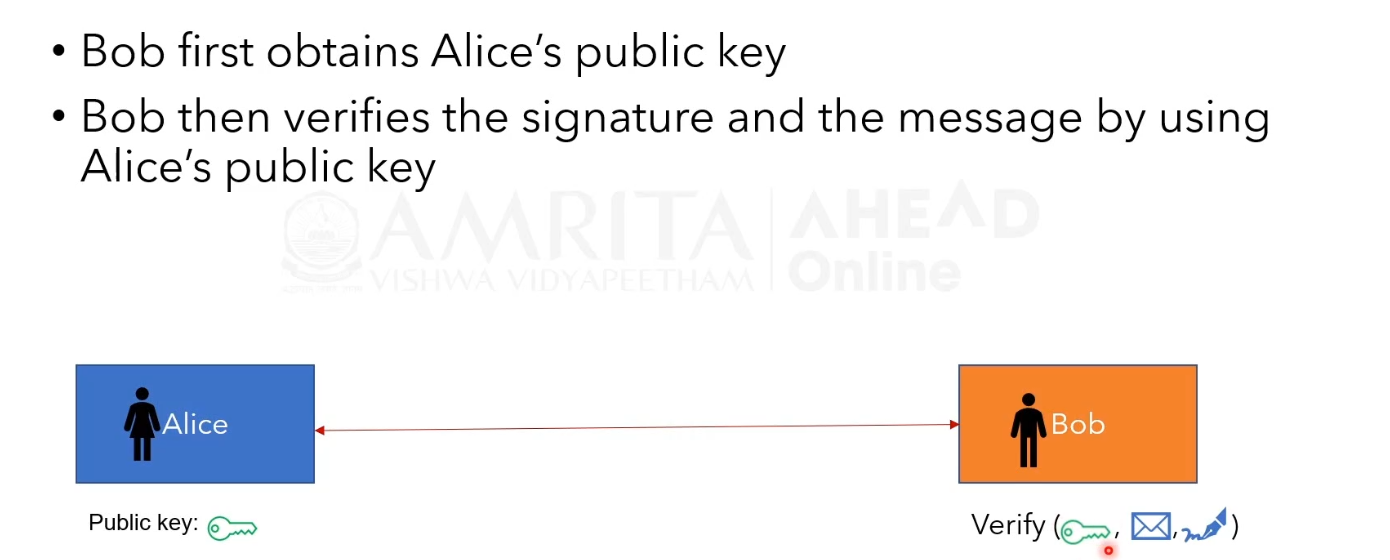 • Bob first obtains Alice’s public key
• Bob then verifies the signature and the message by using
Alice’s public key
AMRITA
VISHWA VIDYAPEETHAM
AHEAD
Online
Alice
Bob
Public key:
Verify ( , , )